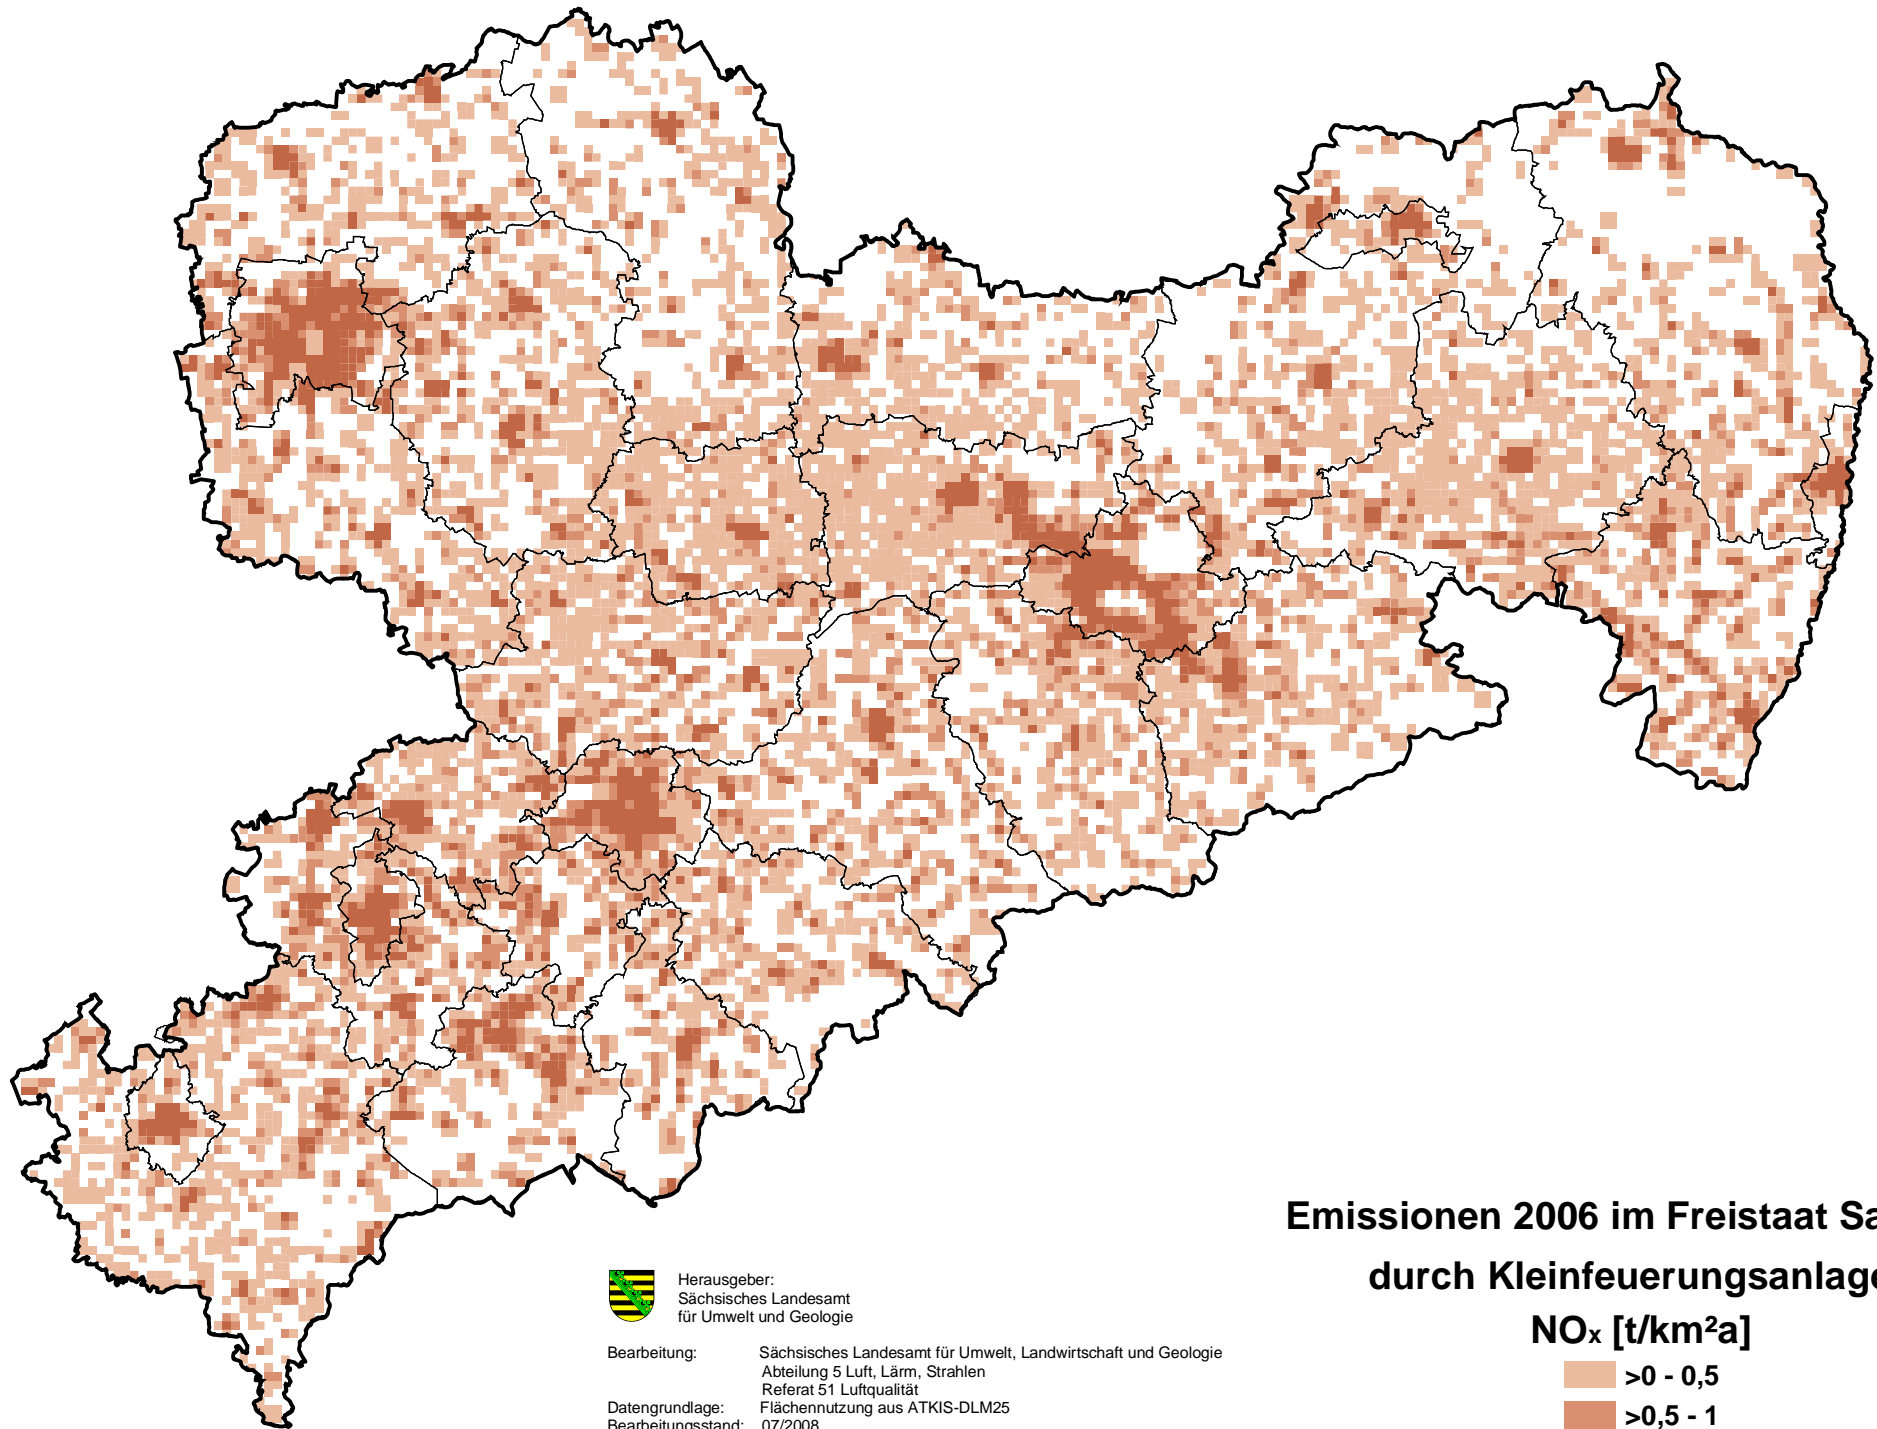 Emissionen 2006 im Freistaat Sa
durch Kleinfeuerungsanlage
NOx [t/km²a]
>0 - 0,5
>0,5 - 1
Herausgeber:
Sächsisches Landesamt
für Umwelt und Geologie
Bearbeitung: Sächsisches Landesamt für Umwelt, Landwirtschaft und Geologie
Abteilung 5 Luft, Lärm, Strahlen
Referat 51 Luftqualität
Datengrundlage: Flächennutzung aus ATKIS-DLM25
Bearbeitungsstand: 07/2008